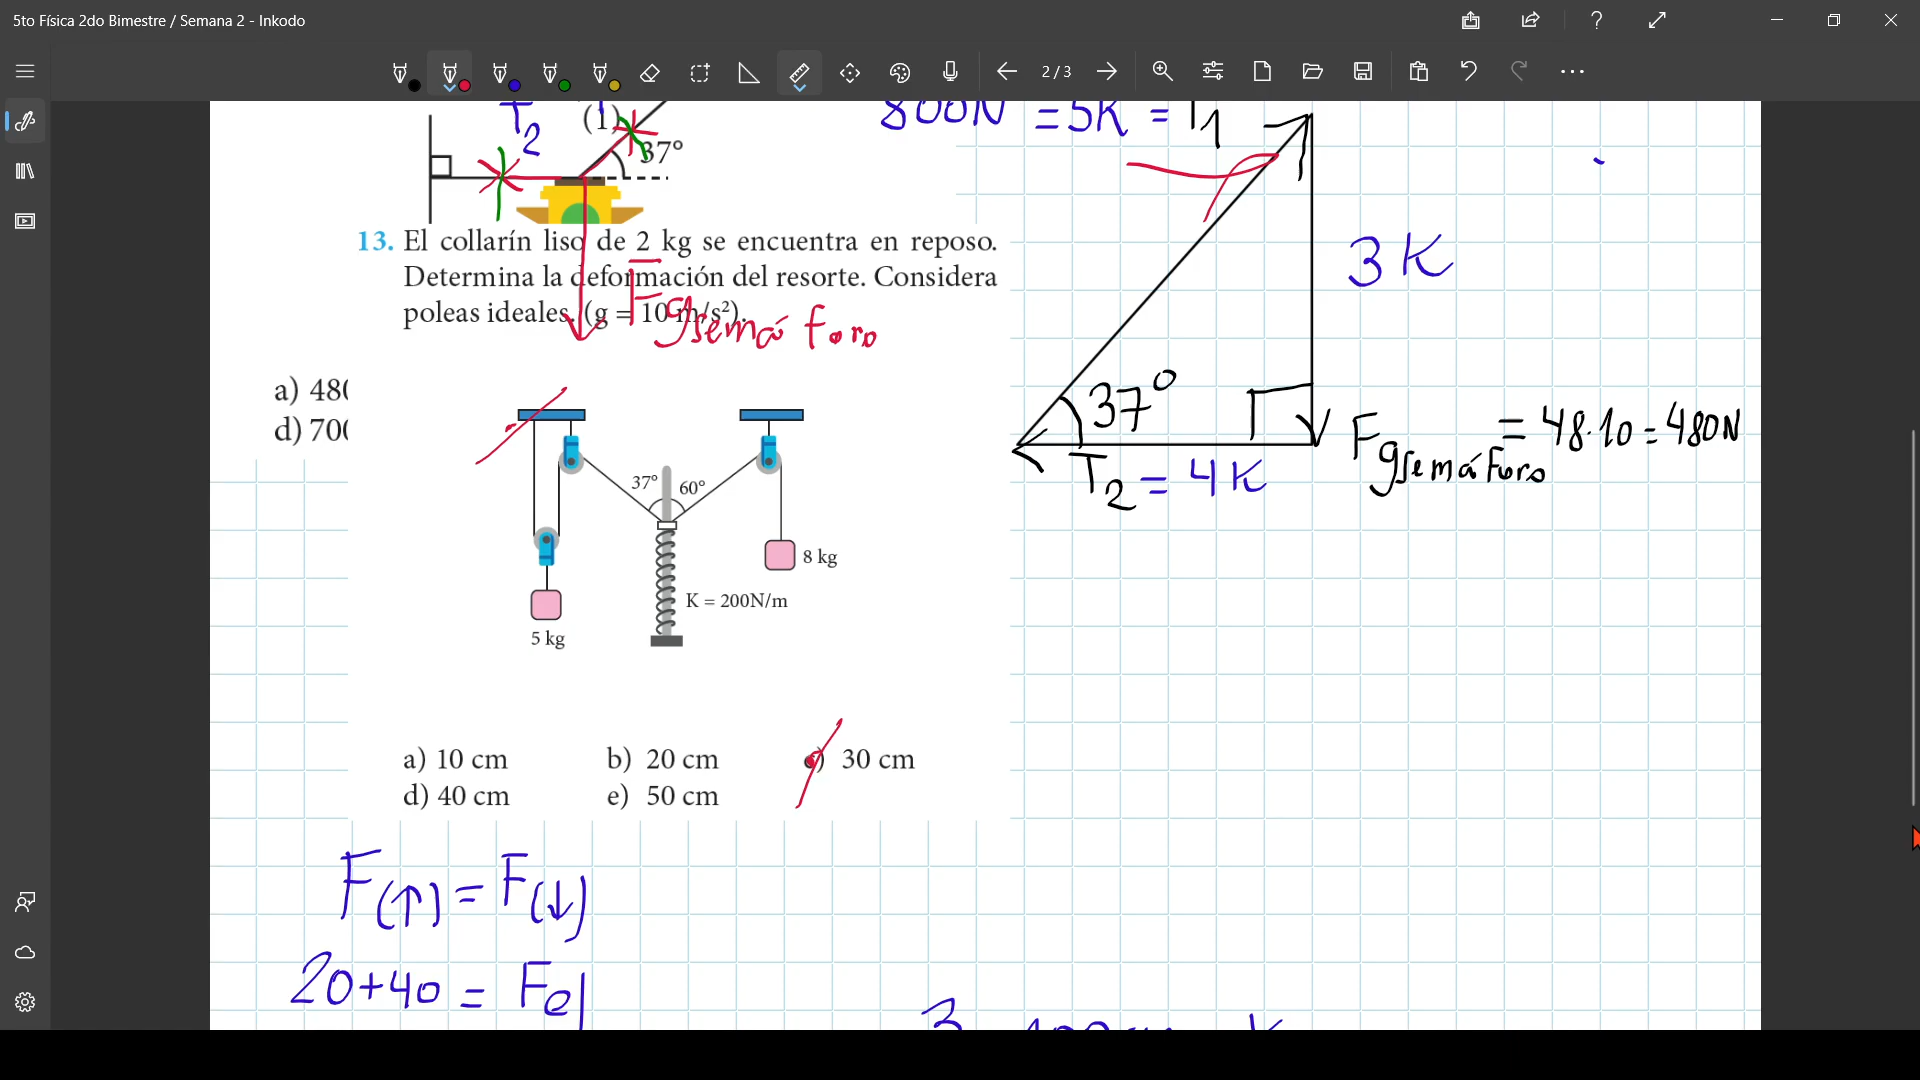 5to Física 2do Bimestre / Semana 2 - Inkodo
2/3
T2
(1)
37°
800N = 5K = T1
3K
13. El collarín liso de 2 kg se encuentra en reposo.
Determina la deformación del resorte. Considera
poleas ideales. (g = 10 m/s²).
Fg semáforo
a) 480
d) 700
37°
Fg semáforo = 48.10 = 480N
T2 = 4K
37° 60°
8 kg
K = 200N/m
5 kg
a) 10 cm b) 20 cm c) 30 cm
d) 40 cm e) 50 cm
F(↑) = F(↓)
20+40 = Fel